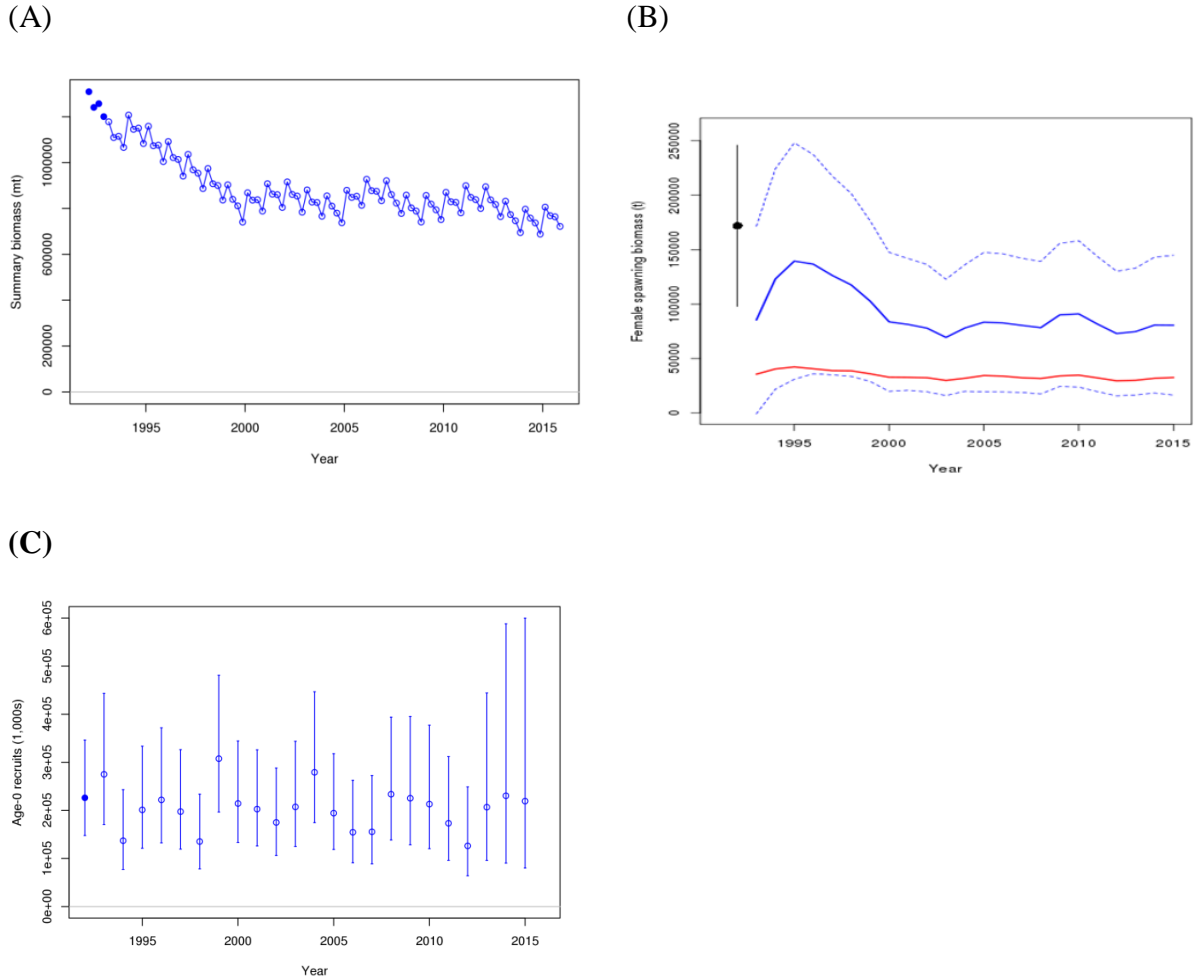 (A)
Summary biomass (mt)
1000000
800000
600000
400000
200000
0
1995
2000
2005
2010
2015
Year
(B)
Female spawning biomass (t)
250000
200000
150000
100000
50000
0
1995
2000
2005
2010
2015
Year
(C)
Age-0 recruits (1,000s)
6e+05
5e+05
4e+05
3e+05
2e+05
1e+05
0e+00
1995
2000
2005
2010
2015
Year